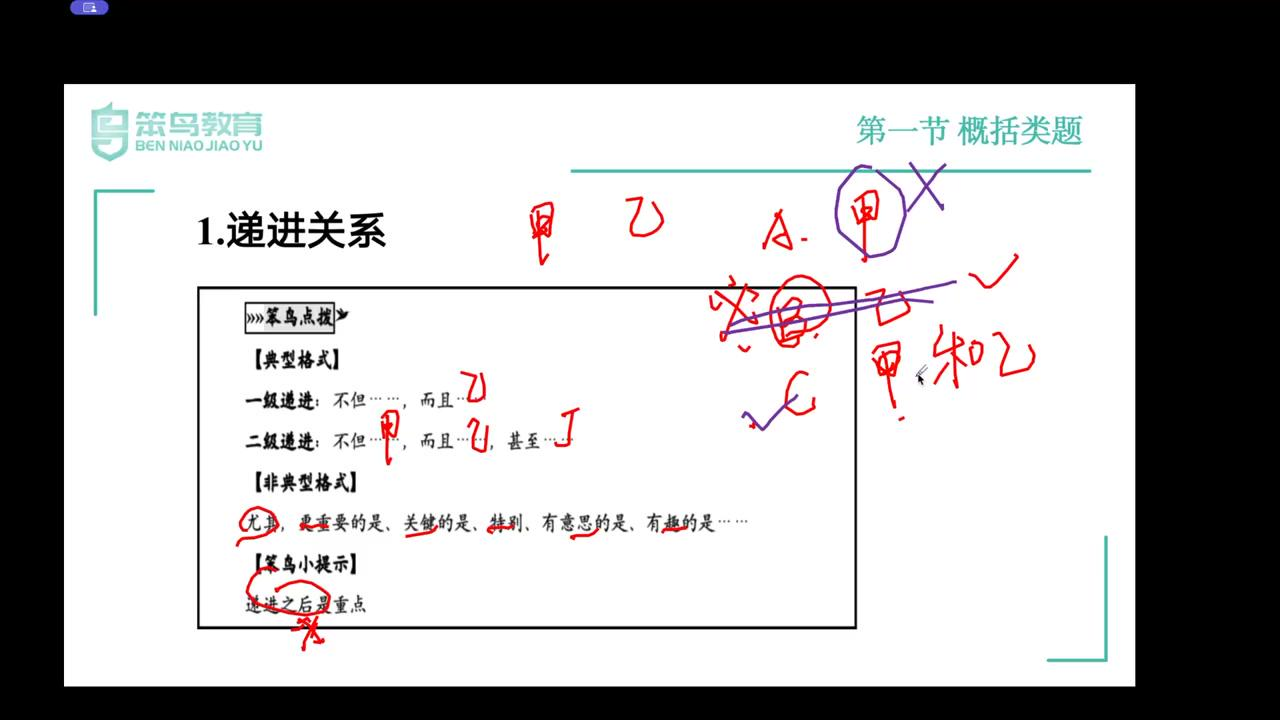 笨鸟教育
BEN NIAO JIAO YU
第一节 概括类题
1.递进关系
甲 乙 A. 甲
»»笨鸟点拨
B 乙
【典型格式】
甲 和乙
一级递进：不但……，而且……
乙
C
二级递进：不但……，而且……，甚至……
甲 乙 丁
【非典型格式】
尤其，更重要的是、关键的是、特别、有意思的是、有趣的是……
【笨鸟小提示】
递进之后是重点